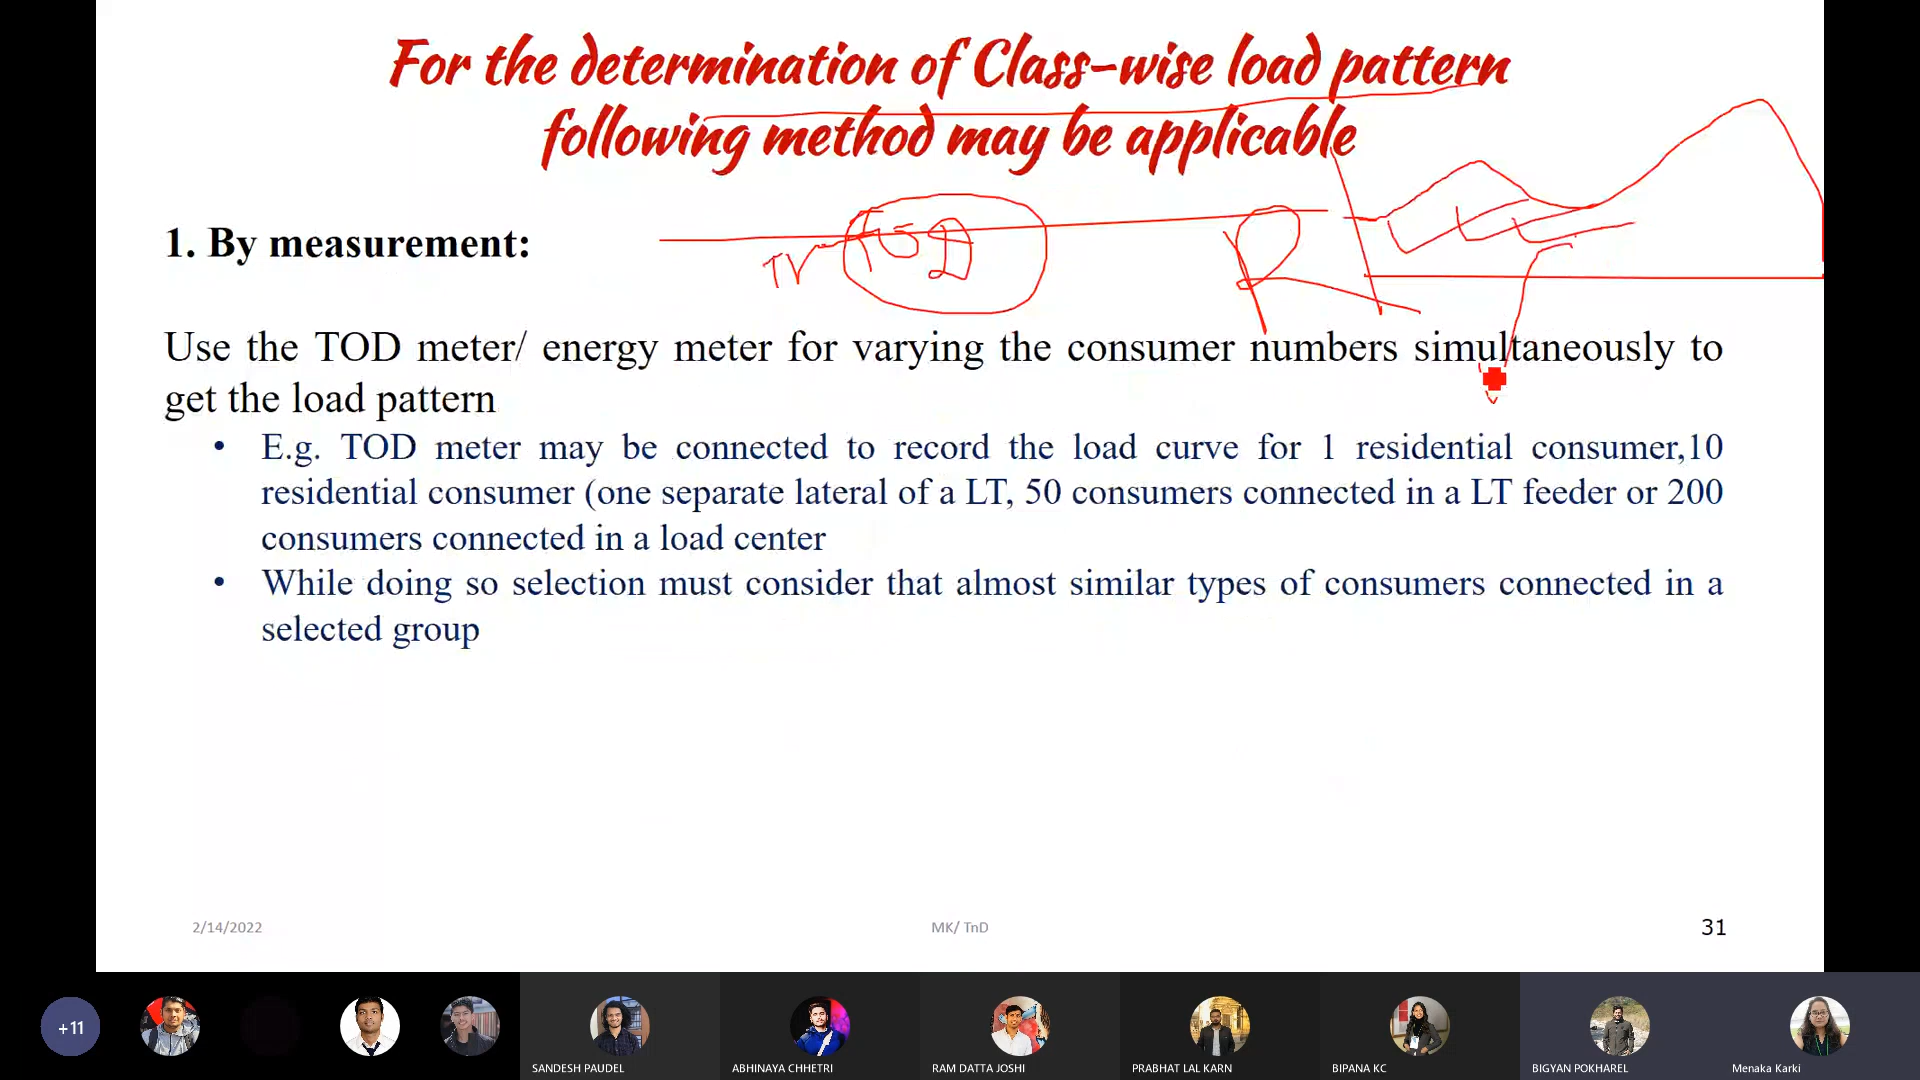 For the determination of Class-wise load pattern
following method may be applicable
1. By measurement:
TOD
R
Use the TOD meter/ energy meter for varying the consumer numbers simultaneously to
get the load pattern
• E.g. TOD meter may be connected to record the load curve for 1 residential consumer,10
residential consumer (one separate lateral of a LT, 50 consumers connected in a LT feeder or 200
consumers connected in a load center
• While doing so selection must consider that almost similar types of consumers connected in a
selected group
2/14/2022
MK/ TnD
31
+11
SANDESH PAUDEL
ABHINAYA CHHETRI
RAM DATTA JOSHI
PRABHAT LAL KARN
BIPANA KC
BIGYAN POKHAREL
Menaka Karki